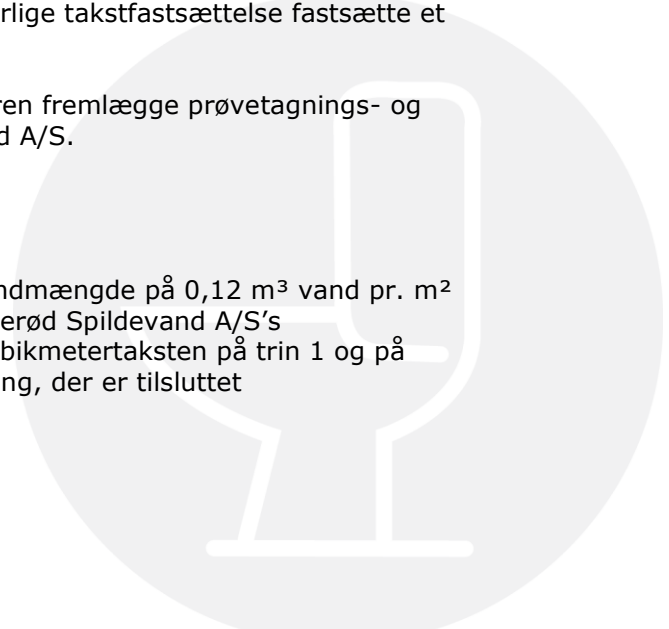 rlige takstfastsættelse fastsætte et
ren fremlægge prøvetagnings- og
d A/S.
ndmængde på 0,12 m³ vand pr. m²
erød Spildevand A/S’s
bikmetertaksten på trin 1 og på
ng, der er tilsluttet